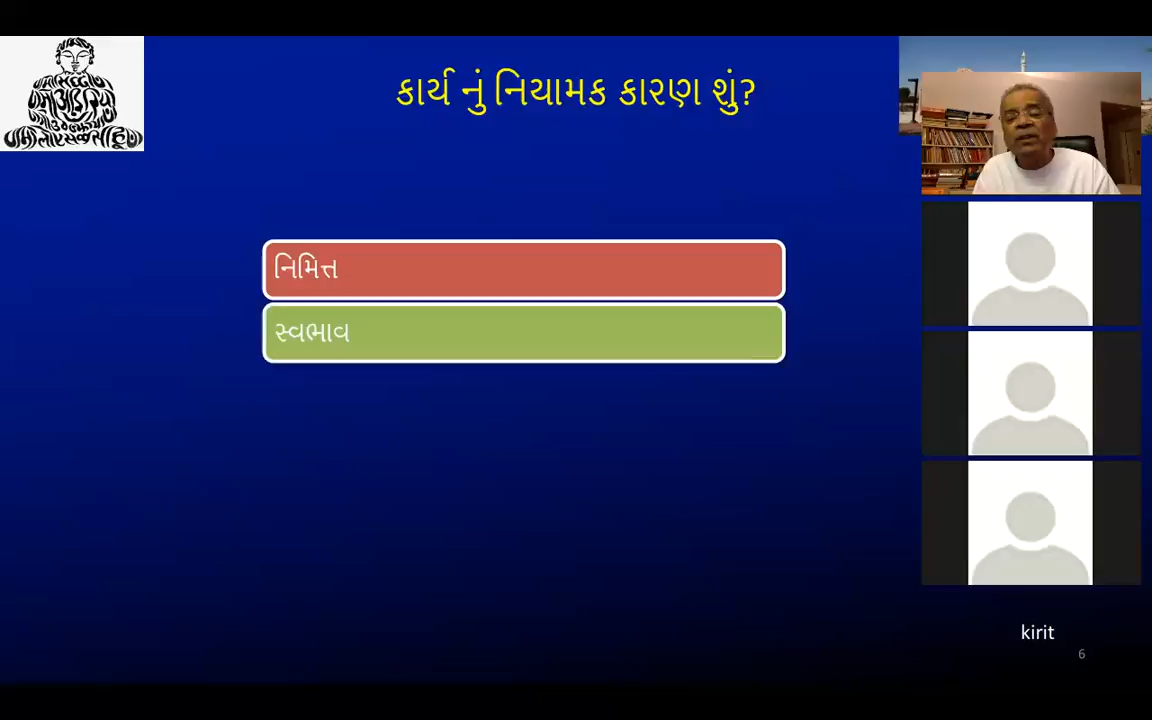 કાર્ય નું નિયામક કારણ શું?
નિમિત્ત
સ્વભાવ
kirit
6